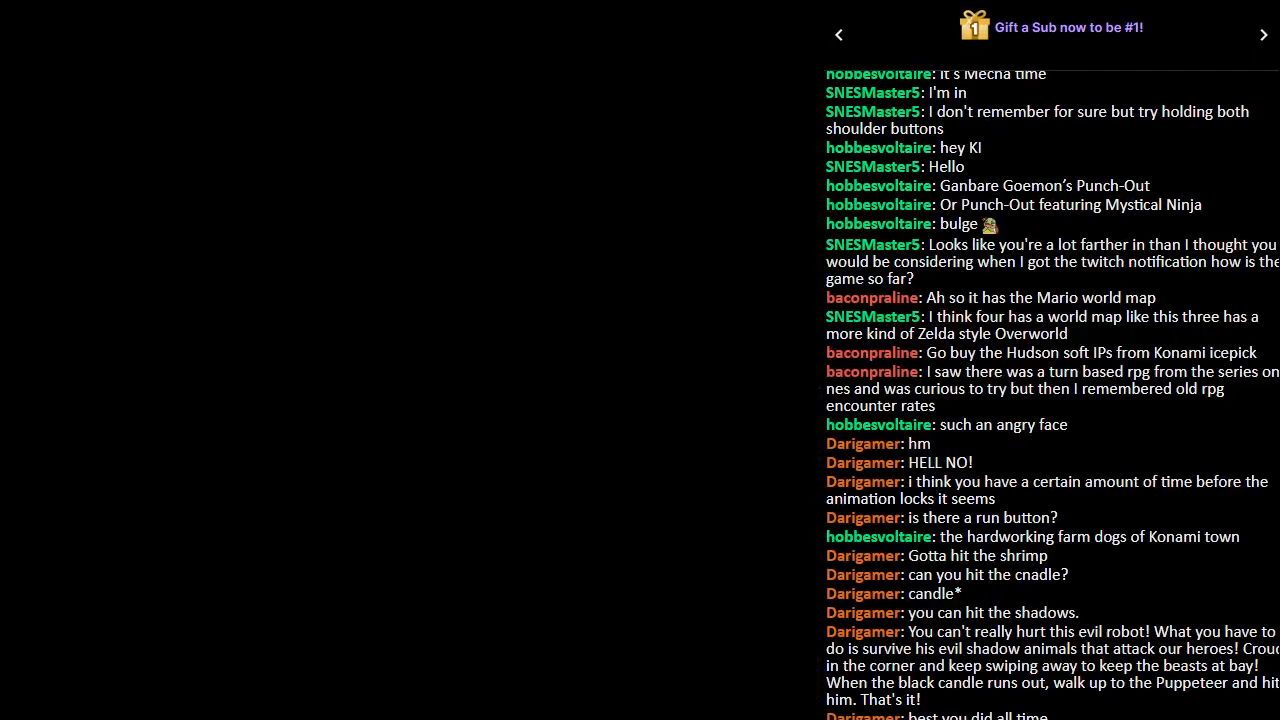 1 Gift a Sub now to be #1!
hobbesvoltaire: It's Mecha time
SNESMaster5: I'm in
SNESMaster5: I don't remember for sure but try holding both
shoulder buttons
hobbesvoltaire: hey KI
SNESMaster5: Hello
hobbesvoltaire: Ganbare Goemon’s Punch-Out
hobbesvoltaire: Or Punch-Out featuring Mystical Ninja
hobbesvoltaire: bulge
SNESMaster5: Looks like you're a lot farther in than I thought you
would be considering when I got the twitch notification how is the
game so far?
baconpraline: Ah so it has the Mario world map
SNESMaster5: I think four has a world map like this three has a
more kind of Zelda style Overworld
baconpraline: Go buy the Hudson soft IPs from Konami icepick
baconpraline: I saw there was a turn based rpg from the series on
nes and was curious to try but then I remembered old rpg
encounter rates
hobbesvoltaire: such an angry face
Darigamer: hm
Darigamer: HELL NO!
Darigamer: i think you have a certain amount of time before the
animation locks it seems
Darigamer: is there a run button?
hobbesvoltaire: the hardworking farm dogs of Konami town
Darigamer: Gotta hit the shrimp
Darigamer: can you hit the cnadle?
Darigamer: candle*
Darigamer: you can hit the shadows.
Darigamer: You can't really hurt this evil robot! What you have to
do is survive his evil shadow animals that attack our heroes! Crouc
in the corner and keep swiping away to keep the beasts at bay!
When the black candle runs out, walk up to the Puppeteer and hit
him. That's it!
Darigamer: best you did all time